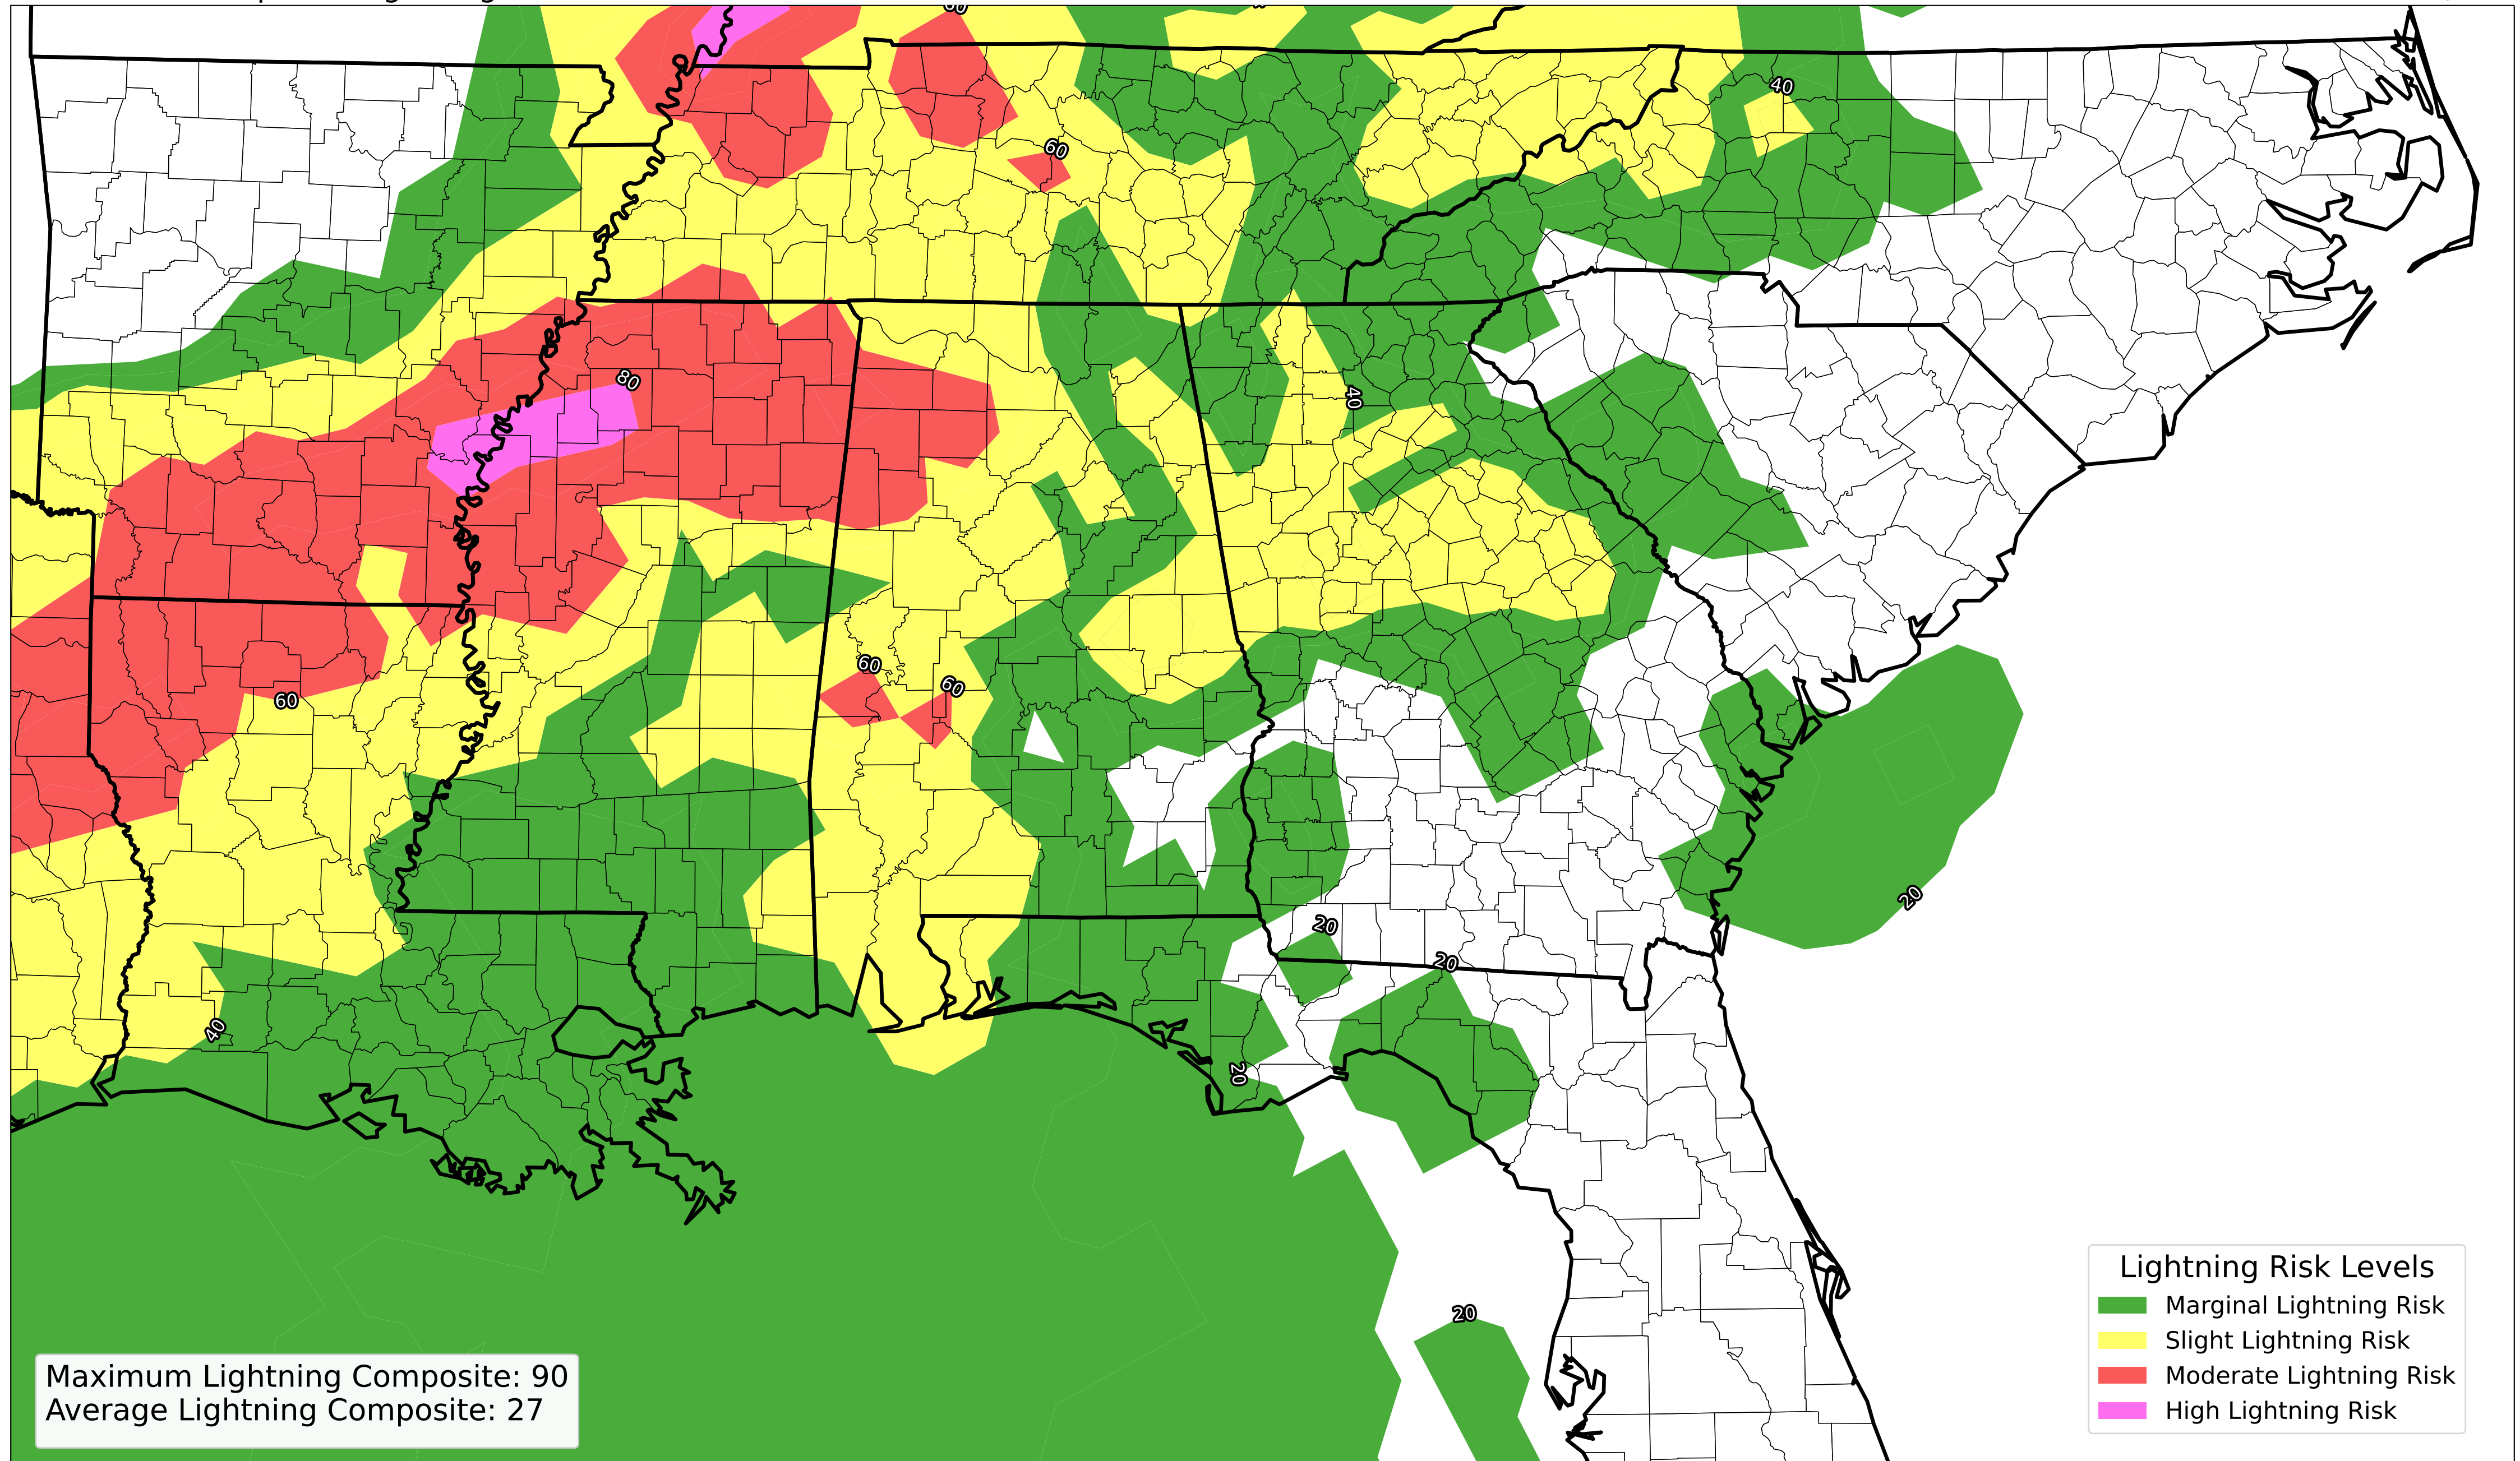 60
40
60
80
40
60
60
60
20
20
20
40
20
20
Lightning Risk Levels
Marginal Lightning Risk
Slight Lightning Risk
Moderate Lightning Risk
High Lightning Risk
Maximum Lightning Composite: 90
Average Lightning Composite: 27